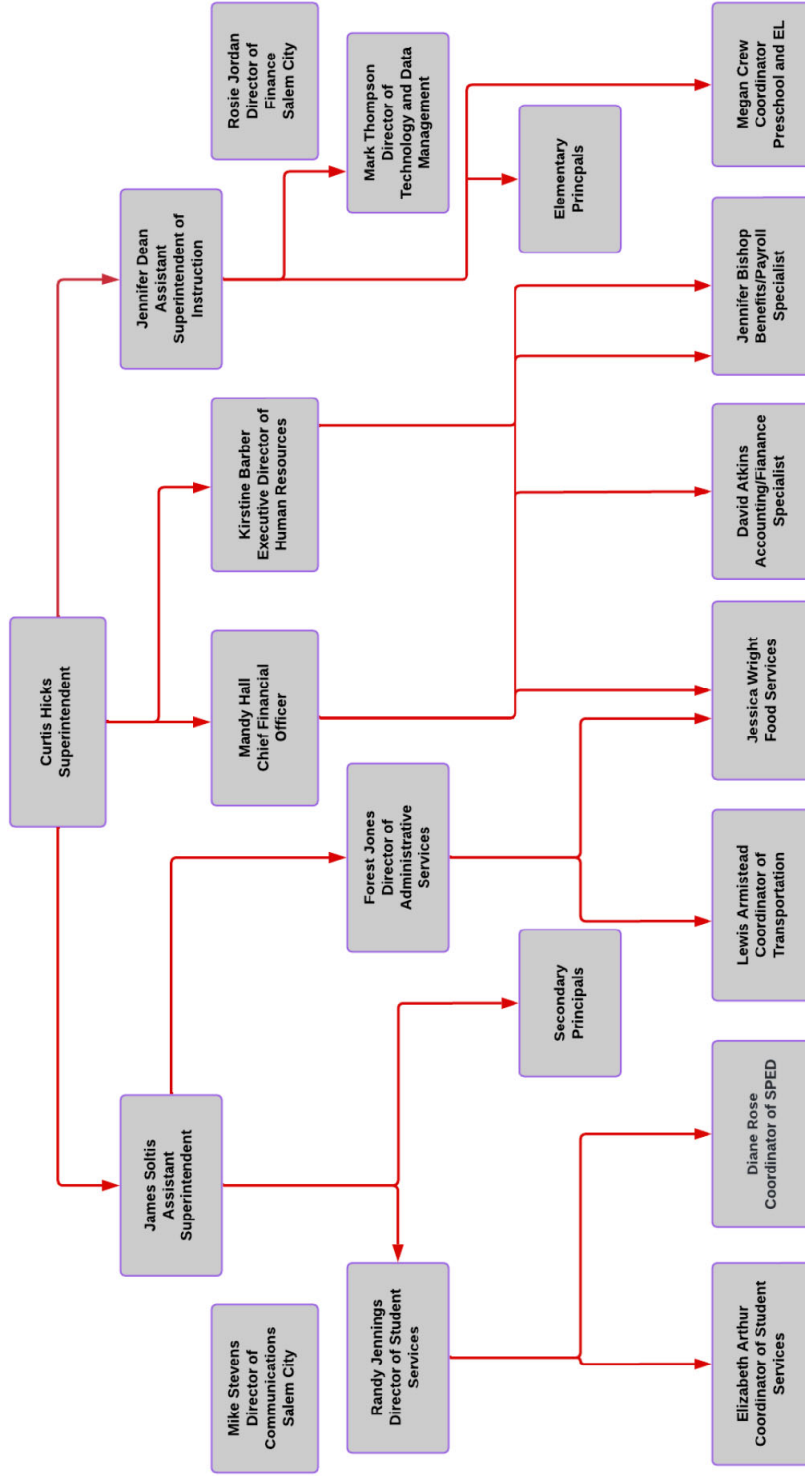 Curtis Hicks
Superintendent
James Soltis
Assistant
Superintendent
Jennifer Dean
Assistant
Superintendent of
Instruction
Mike Stevens
Director of
Communications
Salem City
Mandy Hall
Chief Financial
Officer
Kirstine Barber
Executive Director of
Human Resources
Rosie Jordan
Director of
Finance
Salem City
Randy Jennings
Director of Student
Services
Forest Jones
Director of
Administrative
Services
Mark Thompson
Director of
Technology and Data
Management
Secondary
Principals
Elementary
Princpals
Elizabeth Arthur
Coordinator of Student
Services
Diane Rose
Coordinator of SPED
Lewis Armistead
Coordinator of
Transportation
Jessica Wright
Food Services
David Atkins
Accounting/Fianance
Specialist
Jennifer Bishop
Benefits/Payroll
Specialist
Megan Crew
Coordinator
Preschool and EL